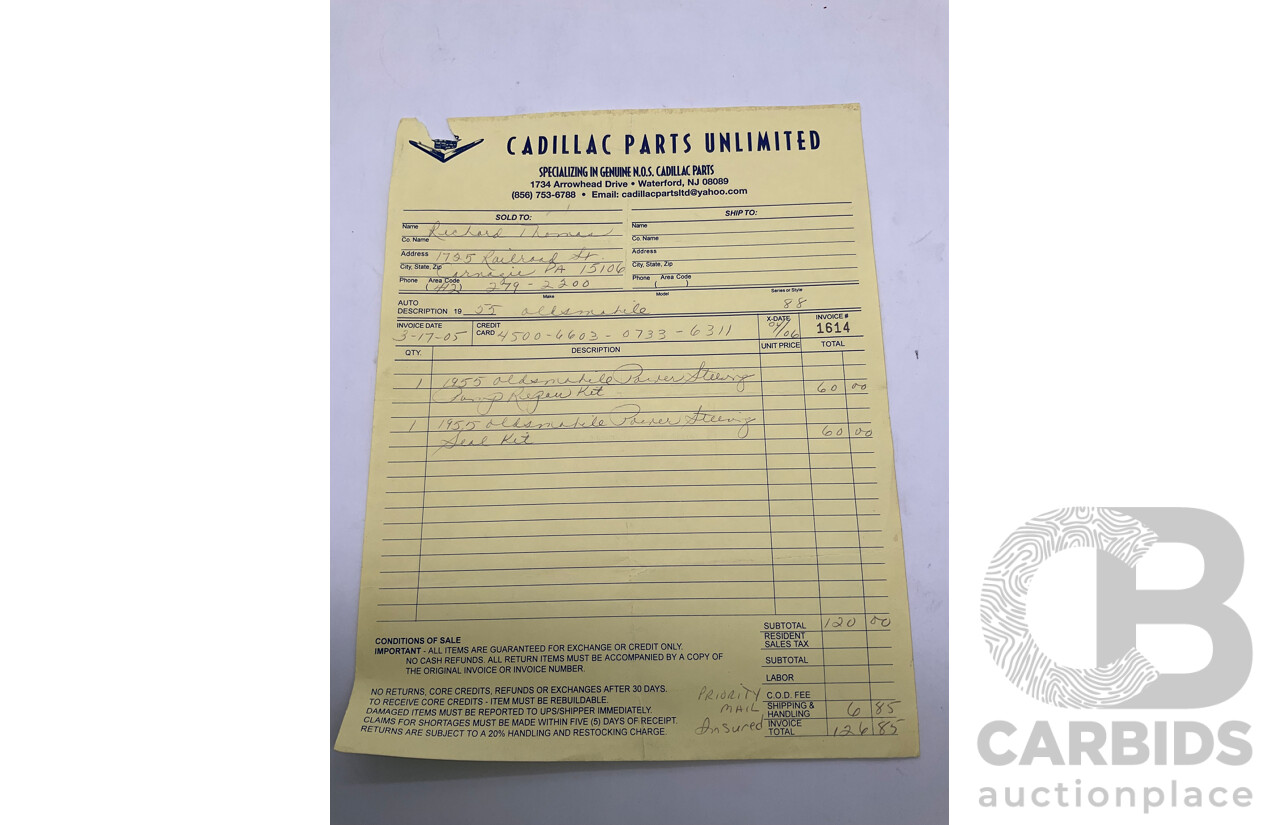 CADILLAC PARTS UNLIMITED
SPECIALIZING IN GENUINE N.O.S. CADILLAC PARTS
1734 Arrowhead Drive • Waterford, NJ 08089
(856) 753-6788 • Email: cadillacpartsltd@yahoo.com
SOLD TO: SHIP TO:
Name Richard Thomas Name
Co. Name Co. Name
Address 1725 Railroad St. Address
City, State, Zip Carnagie PA 15106 City, State, Zip
Phone Area Code (412) 279-2200 Phone Area Code ( )
Make Model Series or Style
AUTO DESCRIPTION 19 55 Oldsmobile 88
INVOICE DATE CREDIT CARD X-DATE INVOICE #
3-17-05 4500-6603-0733-6311 04/06 1614
QTY. DESCRIPTION UNIT PRICE TOTAL
1 1955 Oldsmobile Power Steering
Pump Repair Kit 60 00
1 1955 Oldsmobile Power Steering
Seal Kit 60 00
SUBTOTAL 120 00
RESIDENT SALES TAX
SUBTOTAL
LABOR
C.O.D. FEE
PRIORITY MAIL SHIPPING & HANDLING 6 85
Insured INVOICE TOTAL 126 85
CONDITIONS OF SALE
IMPORTANT - ALL ITEMS ARE GUARANTEED FOR EXCHANGE OR CREDIT ONLY.
NO CASH REFUNDS. ALL RETURN ITEMS MUST BE ACCOMPANIED BY A COPY OF
THE ORIGINAL INVOICE OR INVOICE NUMBER.
NO RETURNS, CORE CREDITS, REFUNDS OR EXCHANGES AFTER 30 DAYS.
TO RECEIVE CORE CREDITS - ITEM MUST BE REBUILDABLE.
DAMAGED ITEMS MUST BE REPORTED TO UPS/SHIPPER IMMEDIATELY.
CLAIMS FOR SHORTAGES MUST BE MADE WITHIN FIVE (5) DAYS OF RECEIPT.
RETURNS ARE SUBJECT TO A 20% HANDLING AND RESTOCKING CHARGE.
CB
CARBIDS
auctionplace